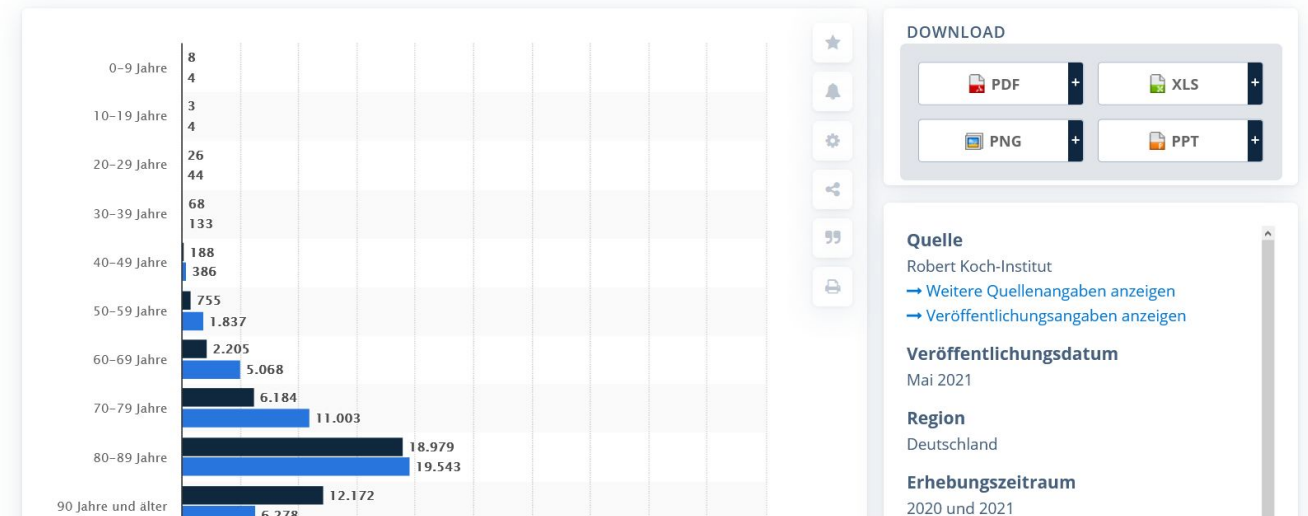 0-9 Jahre
8
4
10-19 Jahre
3
4
20-29 Jahre
26
44
30-39 Jahre
68
133
40-49 Jahre
188
386
50-59 Jahre
755
1.837
60-69 Jahre
2.205
5.068
70-79 Jahre
6.184
11.003
80-89 Jahre
18.979
19.543
90 Jahre und älter
12.172
6.278
DOWNLOAD
PDF +
XLS +
PNG +
PPT +
Quelle
Robert Koch-Institut
→ Weitere Quellenangaben anzeigen
→ Veröffentlichungsangaben anzeigen
Veröffentlichungsdatum
Mai 2021
Region
Deutschland
Erhebungszeitraum
2020 und 2021